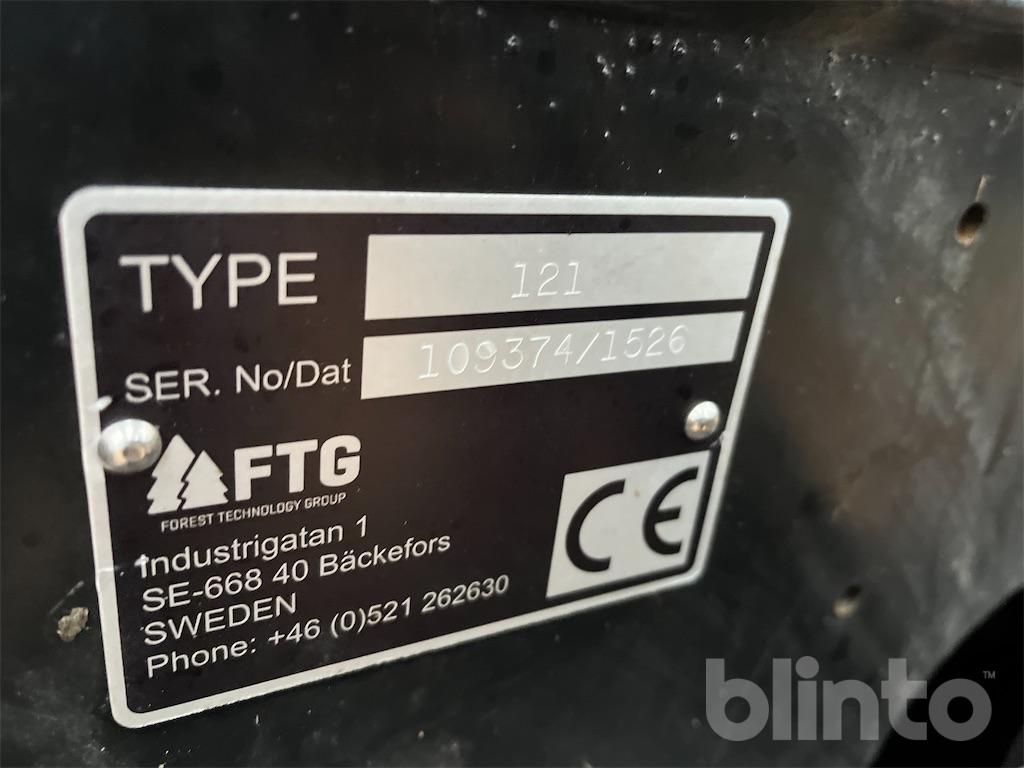 TYPE 121
SER. No/Dat 109374/1526
FTG
FOREST TECHNOLOGY GROUP
Industrigatan 1
SE-668 40 Bäckefors
SWEDEN
Phone: +46 (0)521 262630
CE
blinto™